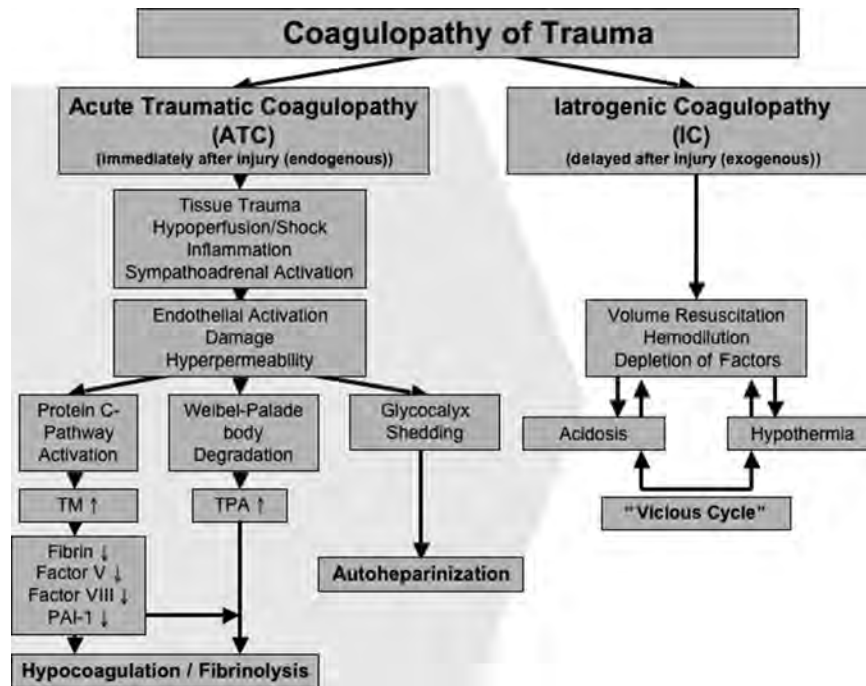 Coagulopathy of Trauma
Acute Traumatic Coagulopathy
(ATC)
(immediately after injury (endogenous))
Iatrogenic Coagulopathy
(IC)
(delayed after injury (exogenous))
Tissue Trauma
Hypoperfusion/Shock
Inflammation
Sympathoadrenal Activation
Endothelial Activation
Damage
Hyperpermeability
Volume Resuscitation
Hemodilution
Depletion of Factors
Protein C-
Pathway
Activation
Weibel-Palade
body
Degradation
Glycocalyx
Shedding
Acidosis
Hypothermia
TM ↑
TPA ↑
"Vicious Cycle"
Fibrin ↓
Factor V ↓
Factor VIII ↓
PAI-1 ↓
Autoheparinization
Hypocoagulation / Fibrinolysis